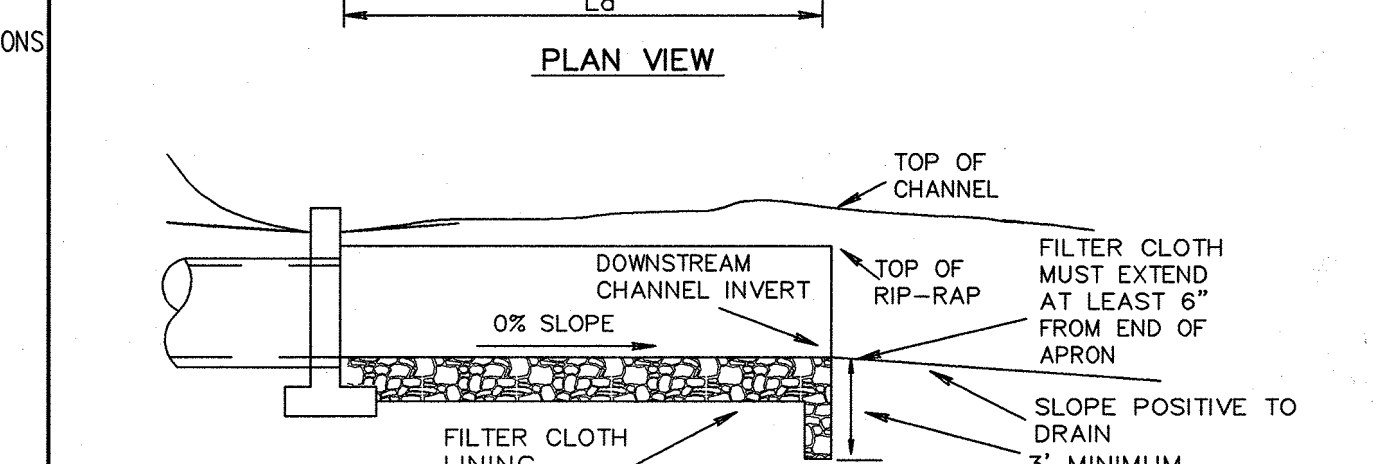 La
ONS
PLAN VIEW
TOP OF
CHANNEL
FILTER CLOTH
MUST EXTEND
AT LEAST 6"
FROM END OF
APRON
DOWNSTREAM
CHANNEL INVERT
TOP OF
RIP-RAP
0% SLOPE
SLOPE POSITIVE TO
DRAIN
FILTER CLOTH
LINING
3' MINIMUM